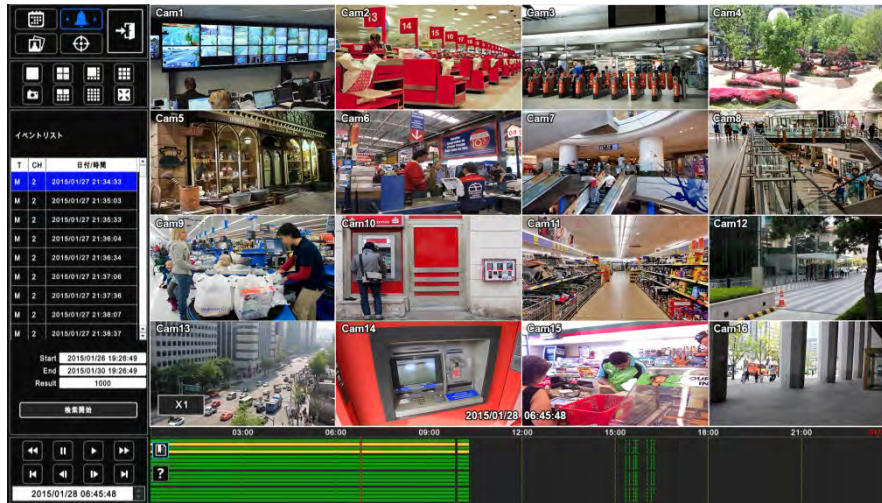 Cam1
Cam2
Cam3
Cam4
13
14
15
16
Cam5
Cam6
Cam7
Cam8
イベントリスト
T CH 日付/時間
M 2 2015/01/27 21:34:33
M 2 2015/01/27 21:35:03
M 2 2015/01/27 21:35:33
M 2 2015/01/27 21:36:04
M 2 2015/01/27 21:36:34
M 2 2015/01/27 21:37:06
M 2 2015/01/27 21:37:36
M 2 2015/01/27 21:38:07
M 2 2015/01/27 21:38:37
Cam9
Cam10
Cam11
Cam12
Cam13
Cam14
Cam15
Cam16
Start 2015/01/26 19:26:49
End 2015/01/30 19:26:49
Result 1000
検索開始
X1
2015/01/28 06:45:48
03:00 06:00 09:00 12:00 15:00 18:00 21:00
?
2015/01/28 06:45:48